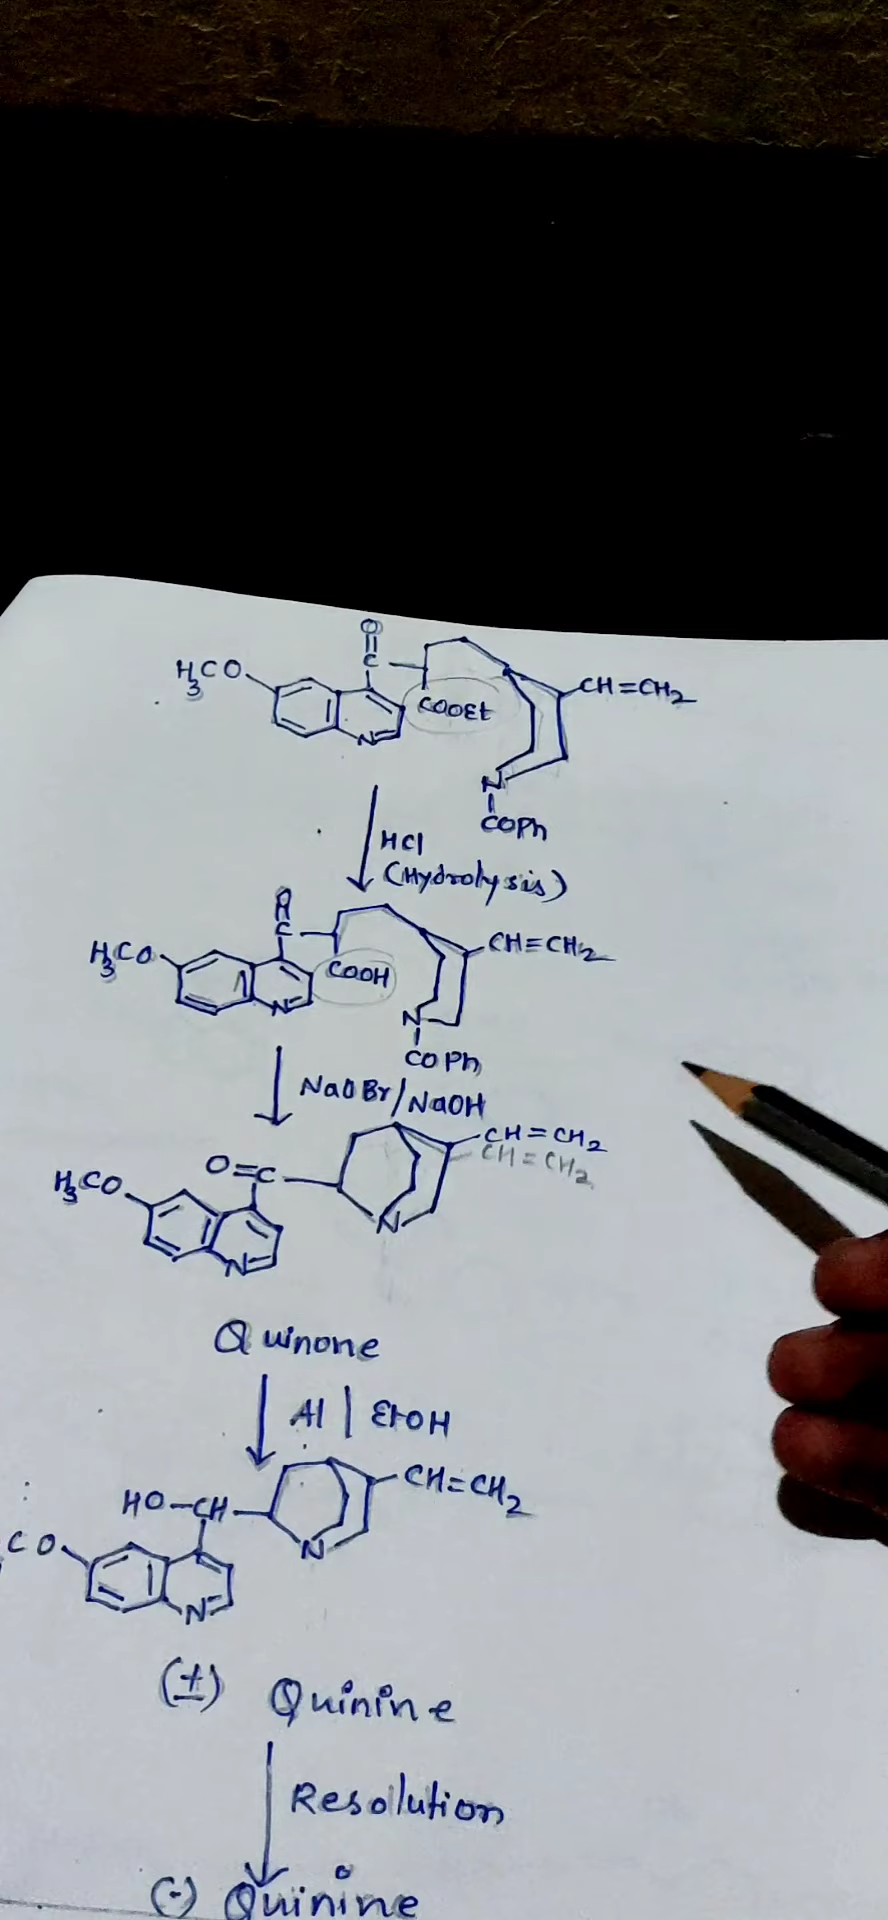 O
H3CO C CH=CH2
COOEt
N
N
COPh
HCl
(Hydrolysis)
C
H3CO CH=CH2
COOH
N
N
COPh
NaOBr/NaOH
CH=CH2
O=C CH=CH2
H3CO
N
N
Quinone
Al | EtOH
CH=CH2
HO-CH
CO
N
N
(±) Quinine
Resolution
(-) Quinine